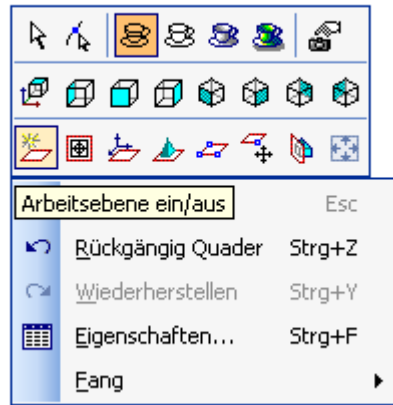 Arbeitsebene ein/aus Esc
Rückgängig Quader Strg+Z
Wiederherstellen Strg+Y
Eigenschaften... Strg+F
Fang